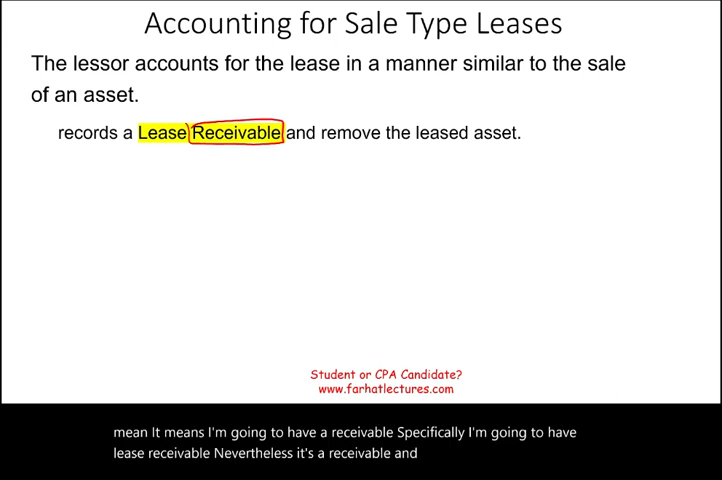 Accounting for Sale Type Leases
The lessor accounts for the lease in a manner similar to the sale
of an asset.
records a Lease Receivable and remove the leased asset.
Student or CPA Candidate?
www.farhatlectures.com
mean It means I'm going to have a receivable Specifically I'm going to have
lease receivable Nevertheless it's a receivable and